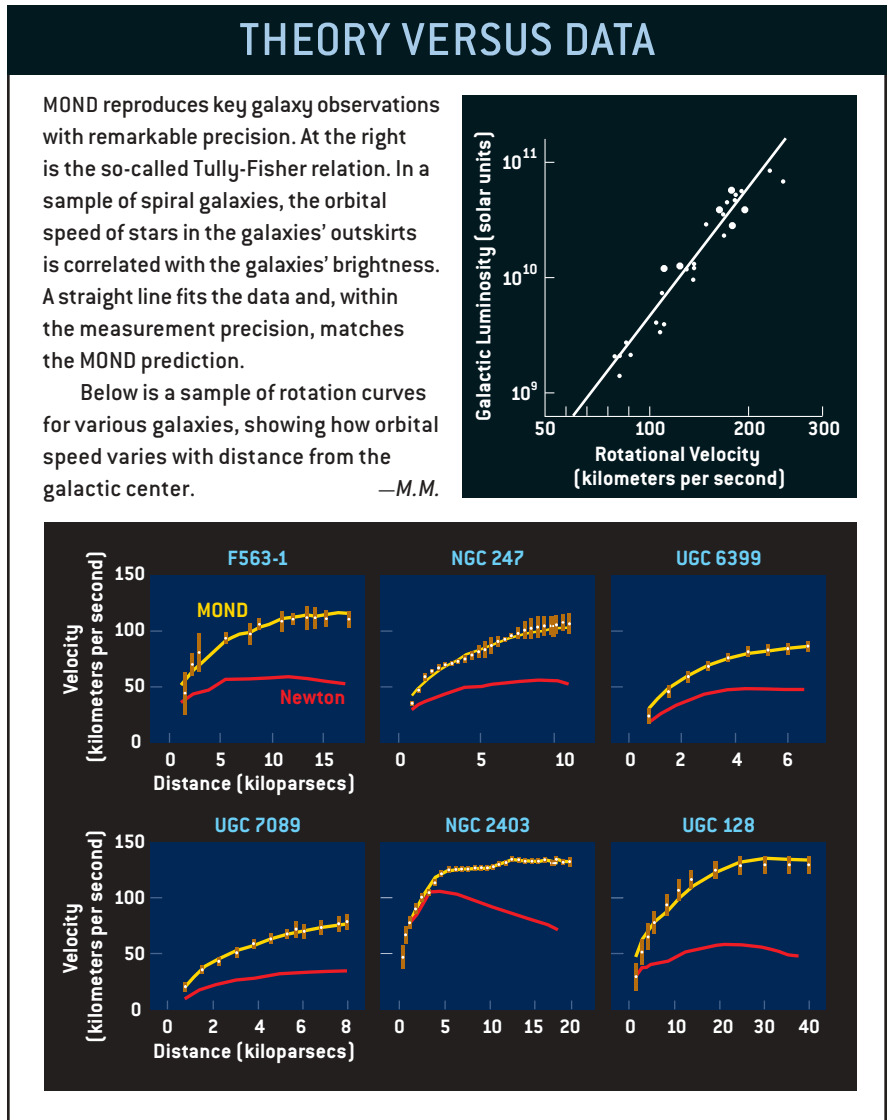 THEORY VERSUS DATA
MOND reproduces key galaxy observations
with remarkable precision. At the right
is the so-called Tully-Fisher relation. In a
sample of spiral galaxies, the orbital
speed of stars in the galaxies’ outskirts
is correlated with the galaxies’ brightness.
A straight line fits the data and, within
the measurement precision, matches
the MOND prediction.
Below is a sample of rotation curves
for various galaxies, showing how orbital
speed varies with distance from the
galactic center. —M.M.
Galactic Luminosity (solar units)
10¹¹
10¹⁰
10⁹
50 100 200 300
Rotational Velocity
(kilometers per second)
F563-1
Velocity
(kilometers per second)
150
100
50
0
MOND
Newton
0 5 10 15
Distance (kiloparsecs)
NGC 247
0 5 10
UGC 6399
0 2 4 6
UGC 7089
Velocity
(kilometers per second)
150
100
50
0
0 2 4 6 8
Distance (kiloparsecs)
NGC 2403
0 5 10 15 20
UGC 128
0 10 20 30 40